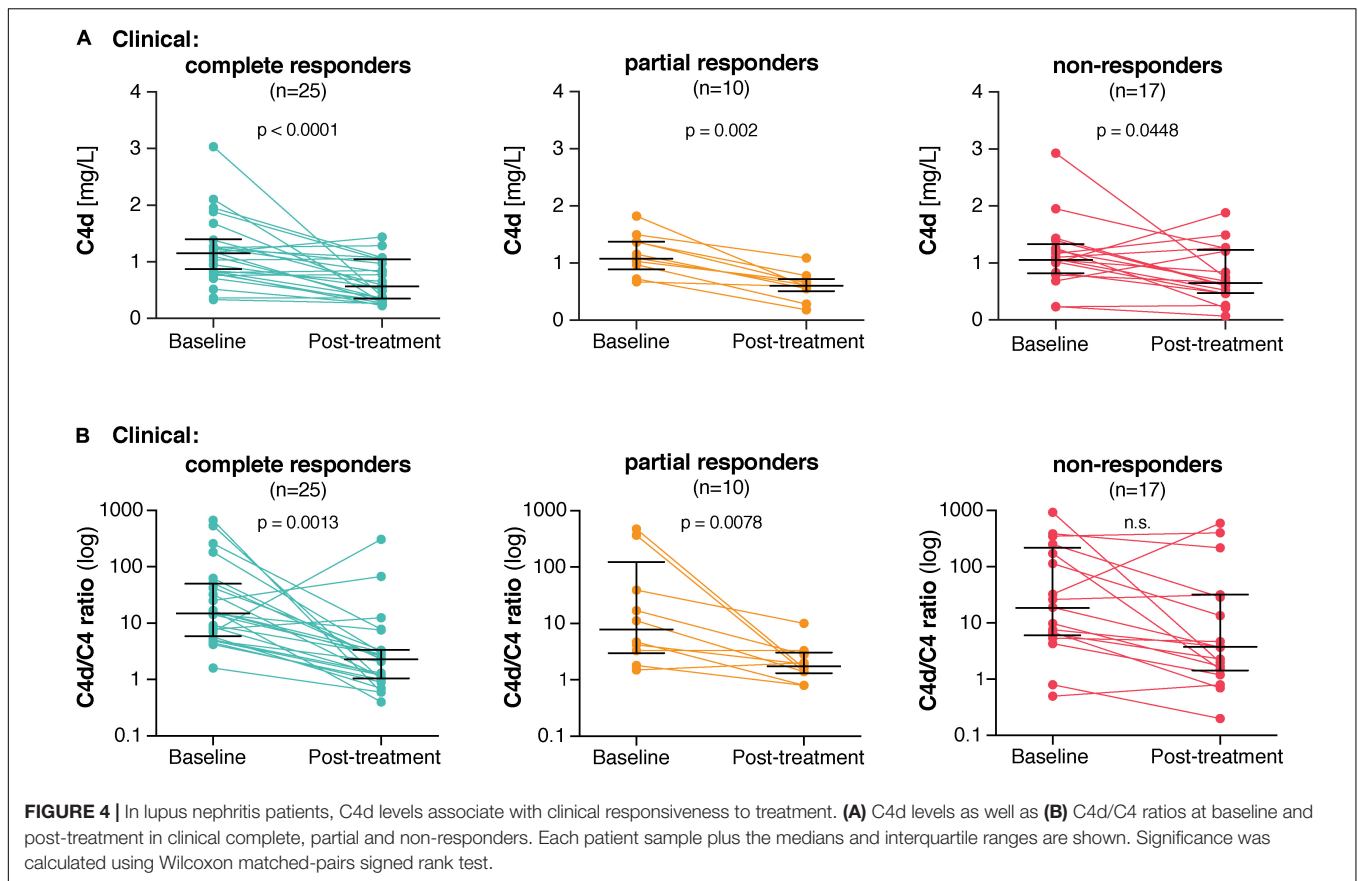 A Clinical:
complete responders
(n=25)
p < 0.0001
C4d [mg/L]
4
3
2
1
0
Baseline
Post-treatment
partial responders
(n=10)
p = 0.002
C4d [mg/L]
4
3
2
1
0
Baseline
Post-treatment
non-responders
(n=17)
p = 0.0448
C4d [mg/L]
4
3
2
1
0
Baseline
Post-treatment
B Clinical:
complete responders
(n=25)
p = 0.0013
C4d/C4 ratio (log)
1000
100
10
1
0.1
Baseline
Post-treatment
partial responders
(n=10)
p = 0.0078
C4d/C4 ratio (log)
1000
100
10
1
0.1
Baseline
Post-treatment
non-responders
(n=17)
n.s.
C4d/C4 ratio (log)
1000
100
10
1
0.1
Baseline
Post-treatment
FIGURE 4 | In lupus nephritis patients, C4d levels associate with clinical responsiveness to treatment. (A) C4d levels as well as (B) C4d/C4 ratios at baseline and
post-treatment in clinical complete, partial and non-responders. Each patient sample plus the medians and interquartile ranges are shown. Significance was
calculated using Wilcoxon matched-pairs signed rank test.